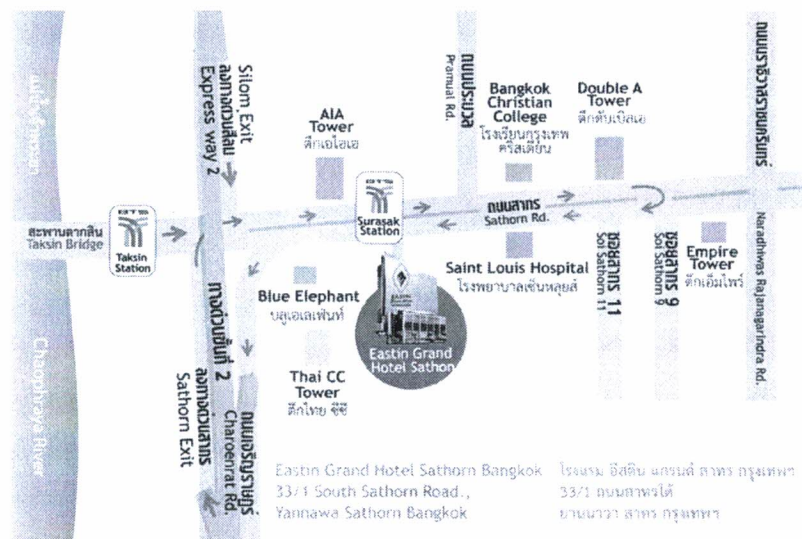 แม่น้ำเจ้าพระยา
Chaophraya River
สะพานตากสิน
Taksin Bridge
BTS
Taksin
Station
Silom Exit
ลงทางด่วนสีลม
Express way 2
ทางด่วนขั้นที่ 2
ลงทางด่วนสาทร
Sathorn Exit
ถนนเจริญราษฎร์
Charoenrat Rd.
AIA
Tower
ตึกเอไอเอ
BTS
Surasak
Station
ถนนประมวล
Pramual Rd.
Bangkok
Christian
College
โรงเรียนกรุงเทพ
คริสเตียน
Double A
Tower
ตึกดับเบิลเอ
ถนนสาทร
Sathorn Rd.
ถนนนราธิวาสราชนครินทร์
Naradhiwas Rajanagarindra Rd.
Blue Elephant
บลูเอเลเฟ่นท์
Thai CC
Tower
ตึกไทย ซีซี
Eastin Grand
Hotel Sathon
Saint Louis Hospital
โรงพยาบาลเซ็นหลุยส์
ซอยสาทร 11
Soi Sathorn 11
ซอยสาทร 9
Soi Sathorn 9
Empire
Tower
ตึกเอ็มไพร์
Eastin Grand Hotel Sathorn Bangkok
33/1 South Sathorn Road.,
Yannawa Sathorn Bangkok
โรงแรม อีสติน แกรนด์ สาทร กรุงเทพฯ
33/1 ถนนสาทรใต้
ยานนาวา สาทร กรุงเทพฯ